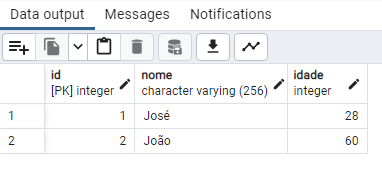 Data output Messages Notifications
id nome idade
[PK] integer character varying (256) integer
1 1 José 28
2 2 João 60